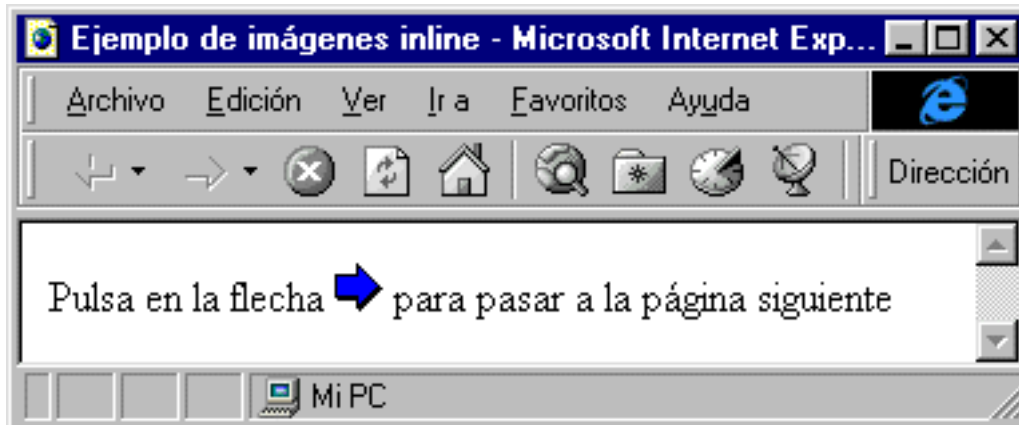 Ejemplo de imágenes inline - Microsoft Internet Exp...
Archivo Edición Ver Ir a Favoritos Ayuda
Dirección
Pulsa en la flecha para pasar a la página siguiente
Mi PC